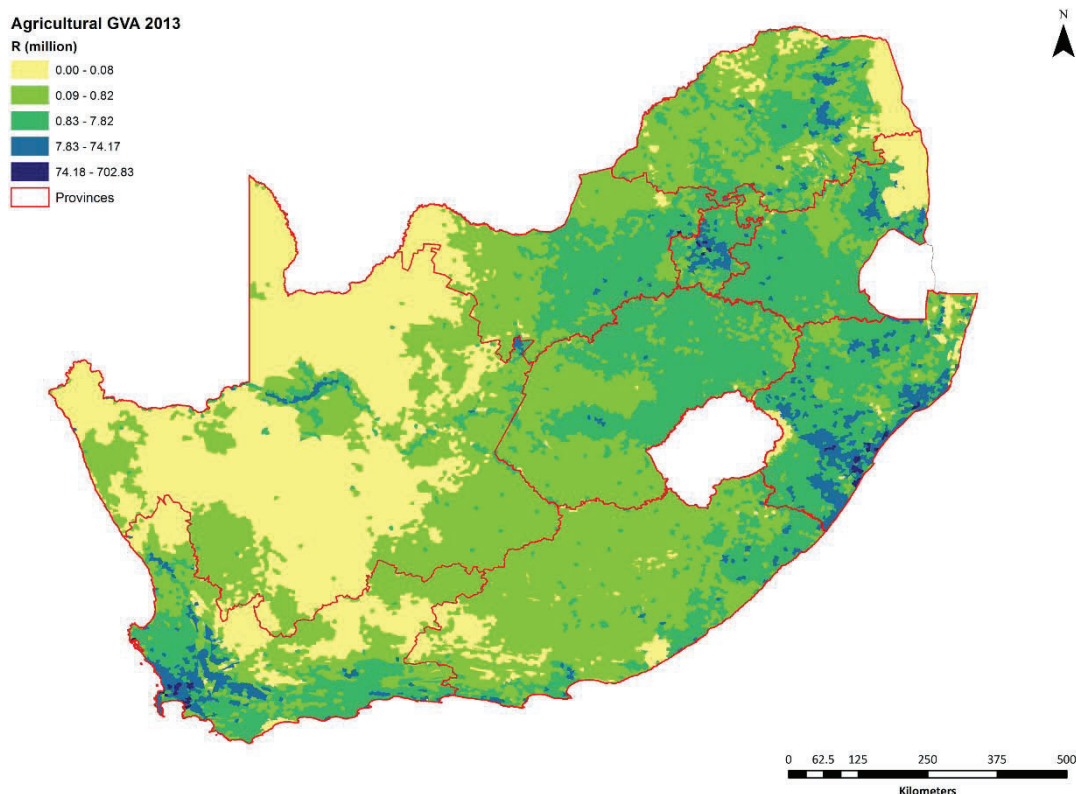 Agricultural GVA 2013
R (million)
0.00 - 0.08
0.09 - 0.82
0.83 - 7.82
7.83 - 74.17
74.18 - 702.83
Provinces
N
0 62.5 125 250 375 500
Kilometers